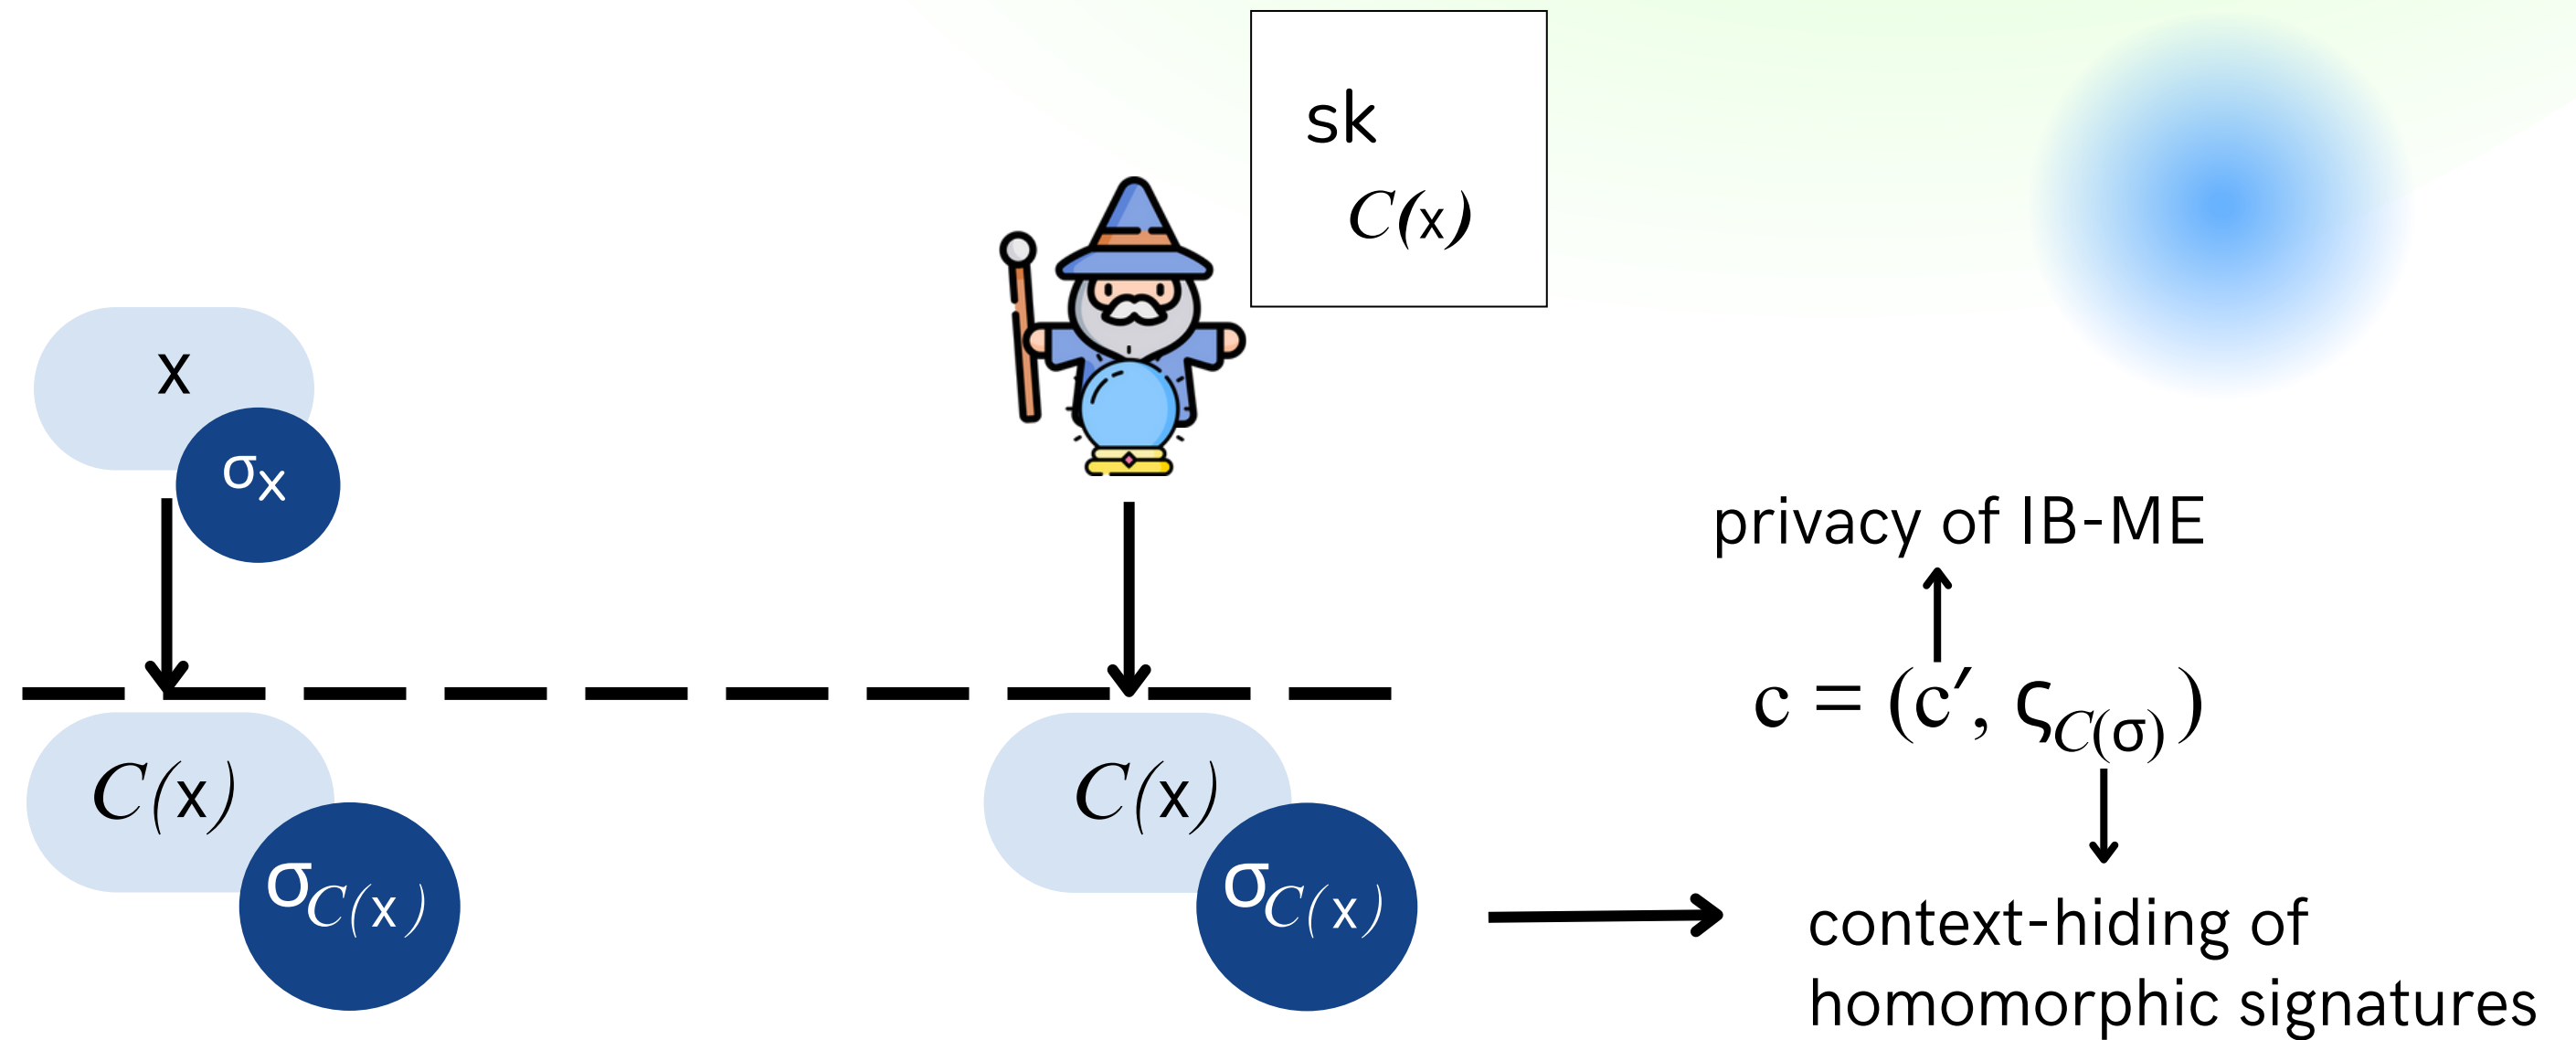 sk
C(x)
x
σx
privacy of IB-ME
c = (c′, ςC(σ))
C(x)
σC(x)
C(x)
σC(x)
context-hiding of
homomorphic signatures